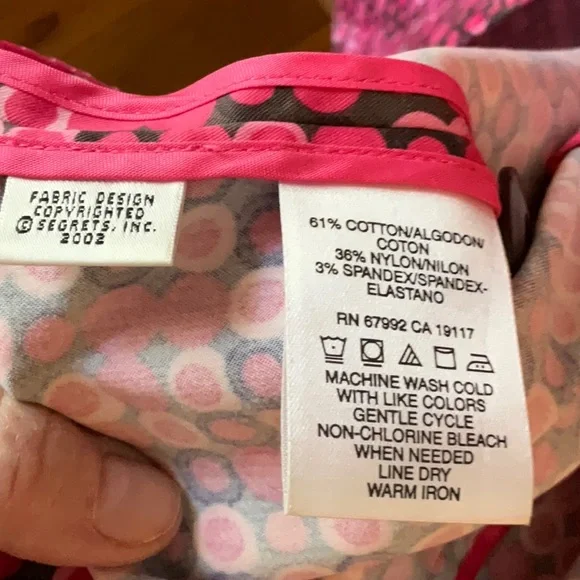 FABRIC DESIGN
COPYRIGHTED
© SEGRETS, INC.
2002
61% COTTON/ALGODON/
COTON
36% NYLON/NILON
3% SPANDEX/SPANDEX-
ELASTANO
RN 67992 CA 19117
MACHINE WASH COLD
WITH LIKE COLORS
GENTLE CYCLE
NON-CHLORINE BLEACH
WHEN NEEDED
LINE DRY
WARM IRON